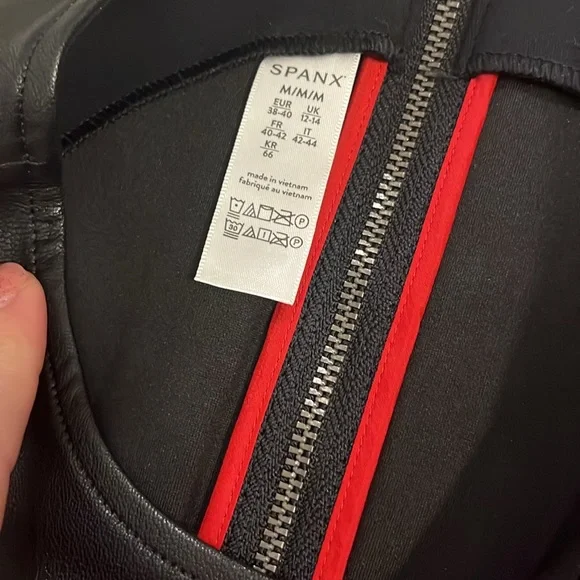 SPANX
M/M/M
EUR UK
38-40 12-14
FR IT
40-42 42-44
KR
66
made in vietnam
fabriqué au vietnam
P
30 P